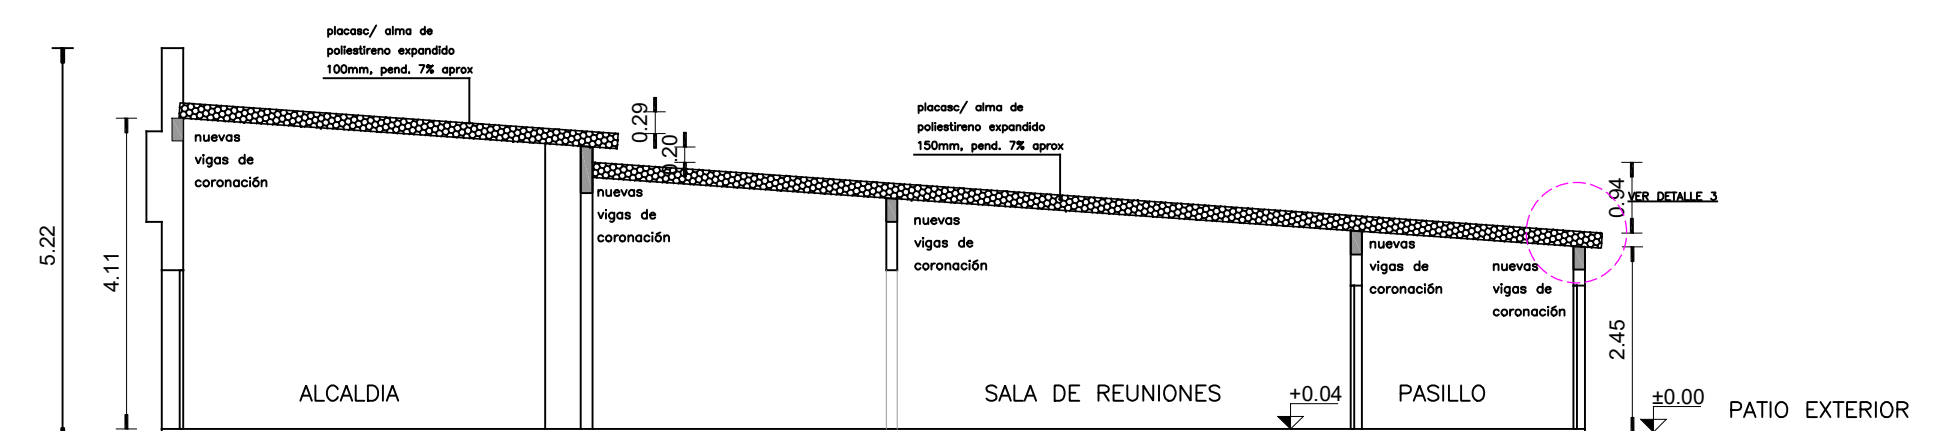 placasc/ alma de
poliestireno expandido
100mm, pend. 7% aprox
placasc/ alma de
poliestireno expandido
150mm, pend. 7% aprox
0.29
0.20
nuevas
vigas de
coronación
nuevas
vigas de
coronación
nuevas
vigas de
coronación
nuevas
vigas de
coronación
nuevas
vigas de
coronación
0.94
VER DETALLE 3
5.22
4.11
2.45
ALCALDIA
SALA DE REUNIONES
+0.04
PASILLO
±0.00
PATIO EXTERIOR